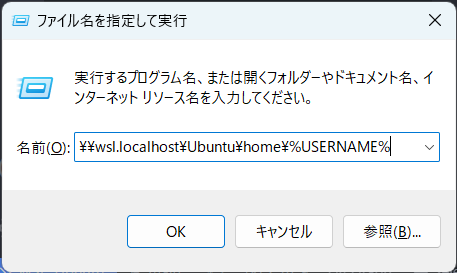 ファイル名を指定して実行
実行するプログラム名、または開くフォルダーやドキュメント名、イ
ンターネット リソース名を入力してください。
名前(O): ¥¥wsl.localhost¥Ubuntu¥home¥%USERNAME%
OK キャンセル 参照(B)...